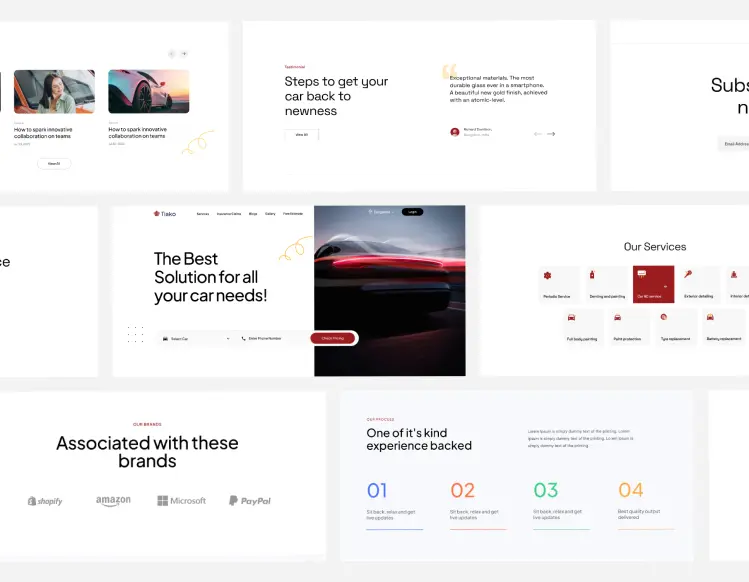 How to spark innovative
collaboration on teams
How to spark innovative
collaboration on teams
View All
Testimonial
Steps to get your
car back to
newness
View All
Exceptional materials. The most
durable glass ever in a smartphone.
A beautiful new gold finish, achieved
with an atomic-level.
Subs
n
Email Address
ce
Tiako
Services
Insurance Claims
Blogs
Gallery
Free Estimate
Login
The Best
Solution for all
your car needs!
Select Car
Enter Phone Number
Check Pricing
Our Services
Periodic Service
Denting and painting
Car AC service
Exterior detailing
Interior det
Full body painting
Paint protection
Tyre replacement
Battery replacement
OUR BRANDS
Associated with these
brands
shopify
amazon
Microsoft
PayPal
OUR PROCESS
One of it's kind
experience backed
Lorem Ipsum is simply dummy text of the printing. Lorem
Ipsum is simply dummy text of the printing. Lorem Ipsum is
simply dummy text of the printing.
01
Sit back, relax and get
live updates
02
Sit back, relax and get
live updates
03
Sit back, relax and get
live updates
04
Best quality output
delivered